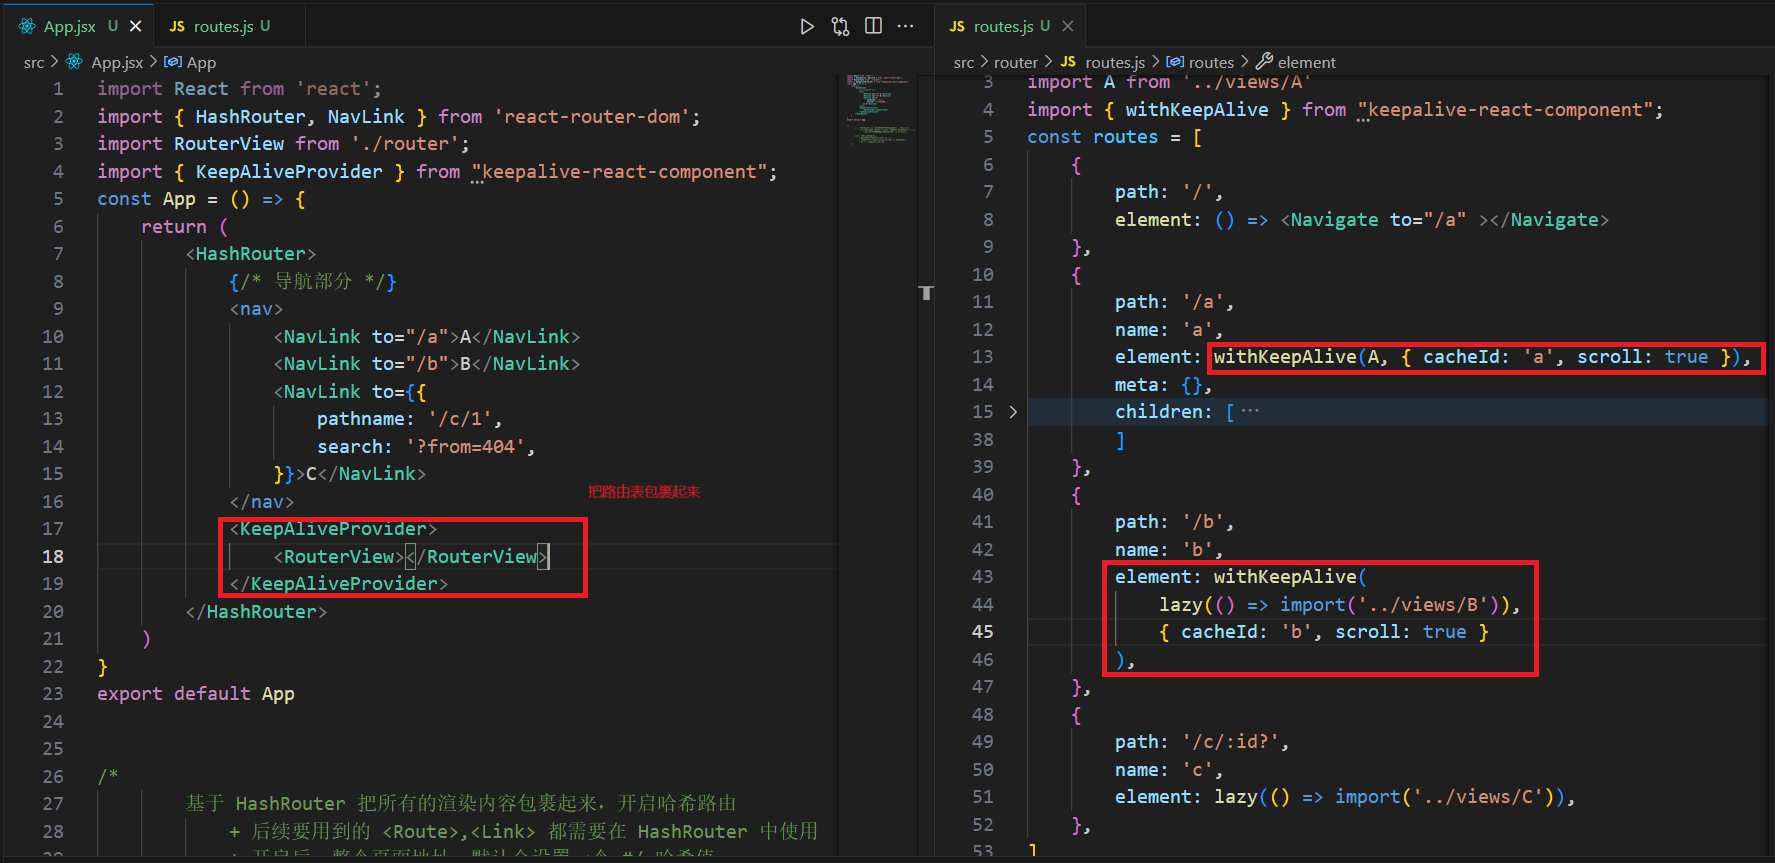 App.jsx U
JS routes.js U
src > App.jsx > App
1 import React from 'react';
2 import { HashRouter, NavLink } from 'react-router-dom';
3 import RouterView from './router';
4 import { KeepAliveProvider } from "keepalive-react-component";
5 const App = () => {
6 return (
7 <HashRouter>
8 {/* 导航部分 */}
9 <nav>
10 <NavLink to="/a">A</NavLink>
11 <NavLink to="/b">B</NavLink>
12 <NavLink to={{
13 pathname: '/c/1',
14 search: '?from=404',
15 }}>C</NavLink>
16 </nav>
把路由表包裹起来
17 <KeepAliveProvider>
18 <RouterView></RouterView>
19 </KeepAliveProvider>
20 </HashRouter>
21 )
22 }
23 export default App
24
25
26 /*
27 基于 HashRouter 把所有的渲染内容包裹起来，开启哈希路由
28 + 后续要用到的 <Route>,<Link> 都需要在 HashRouter 中使用
JS routes.js U
src > router > JS routes.js > routes > element
3 import A from '../views/A'
4 import { withKeepAlive } from "keepalive-react-component";
5 const routes = [
6 {
7 path: '/',
8 element: () => <Navigate to="/a" ></Navigate>
9 },
10 {
11 path: '/a',
12 name: 'a',
13 element: withKeepAlive(A, { cacheId: 'a', scroll: true }),
14 meta: {},
15 children: [ ···
38 ]
39 },
40 {
41 path: '/b',
42 name: 'b',
43 element: withKeepAlive(
44 lazy(() => import('../views/B')),
45 { cacheId: 'b', scroll: true }
46 ),
47 },
48 {
49 path: '/c/:id?',
50 name: 'c',
51 element: lazy(() => import('../views/C')),
52 },
53 ]